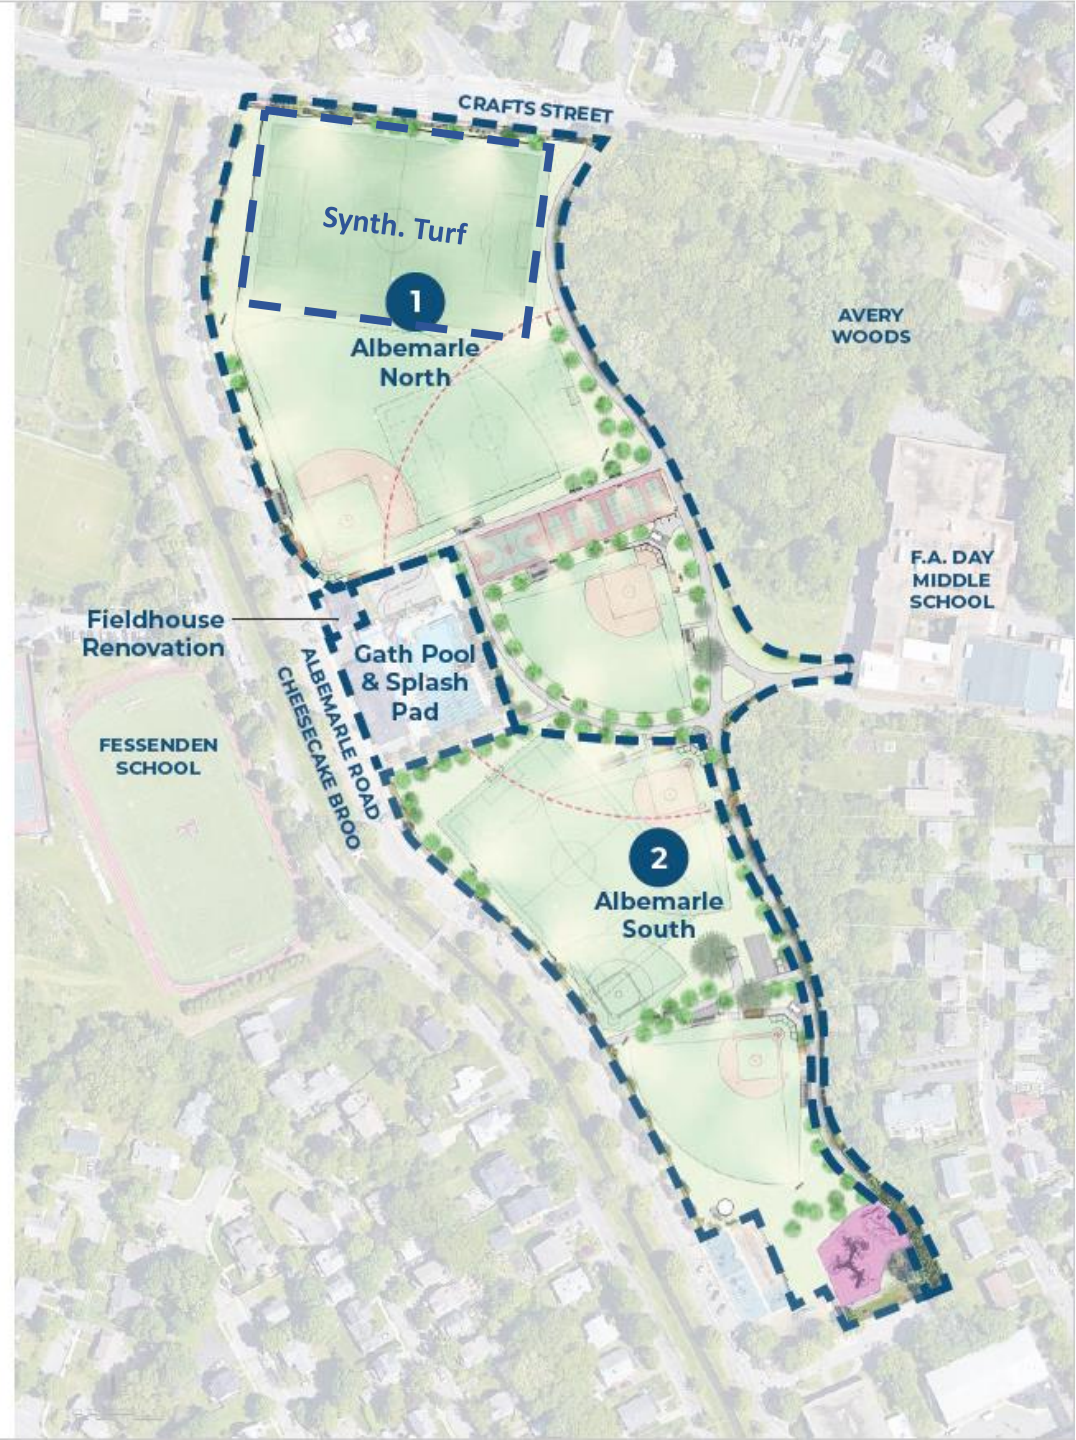 CRAFTS STREET
Synth. Turf
1
Albemarle
North
AVERY
WOODS
F.A. DAY
MIDDLE
SCHOOL
Fieldhouse
Renovation
Gath Pool
& Splash
Pad
ALBEMARLE ROAD
CHEESECAKE BROO
FESSENDEN
SCHOOL
2
Albemarle
South